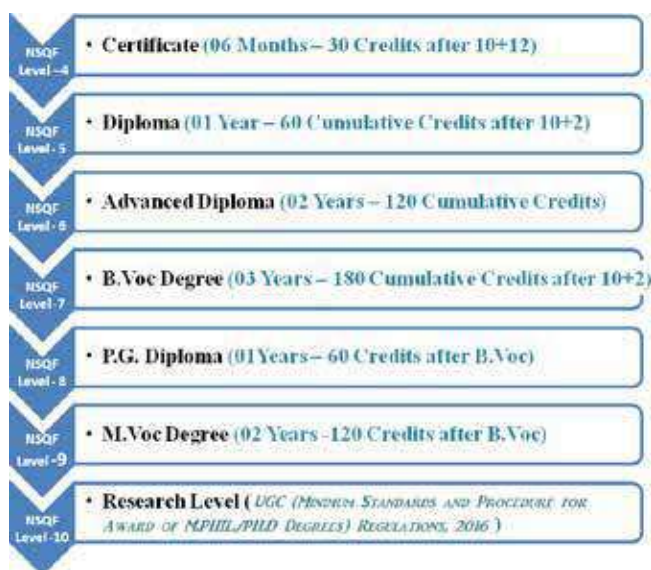 NSQF
Level-4
• Certificate (06 Months – 30 Credits after 10+12)
NSQF
Level-5
• Diploma (01 Year – 60 Cumulative Credits after 10+2)
NSQF
Level-6
• Advanced Diploma (02 Years – 120 Cumulative Credits)
NSQF
Level-7
• B.Voc Degree (03 Years – 180 Cumulative Credits after 10+2)
NSQF
Level-8
• P.G. Diploma (01Years – 60 Credits after B.Voc)
NSQF
Level-9
• M.Voc Degree (02 Years -120 Credits after B.Voc)
NSQF
Level-10
• Research Level ( UGC (MINIMUM STANDARDS AND PROCEDURE FOR
AWARD OF M.PHIL/PH.D DEGREES) REGULATIONS, 2016 )